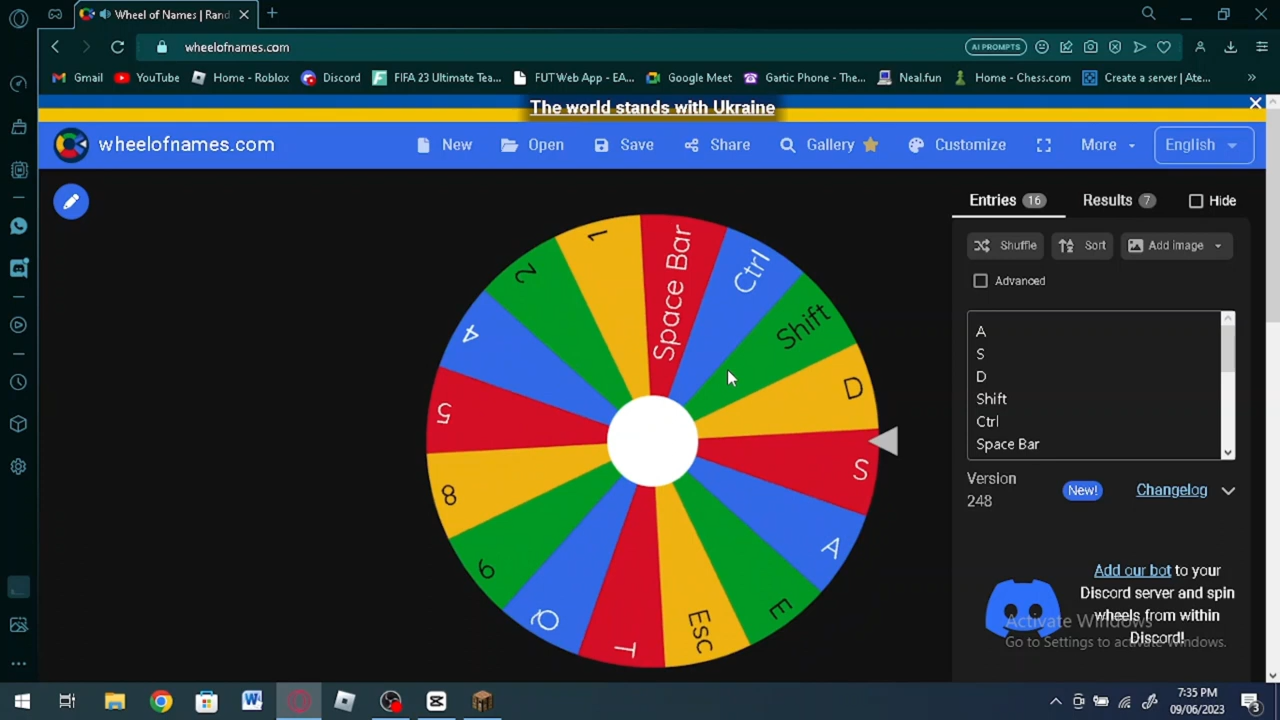 Wheel of Names | Rand
wheelofnames.com
AI PROMPTS
Gmail
YouTube
Home - Roblox
Discord
FIFA 23 Ultimate Tea...
FUT Web App - EA...
Google Meet
Gartic Phone - The...
Neal.fun
Home - Chess.com
Create a server | Ate...
The world stands with Ukraine
wheelofnames.com
New
Open
Save
Share
Gallery
Customize
More
English
Entries 16
Results 7
Hide
Shuffle
Sort
Add image
Advanced
A
S
D
Shift
Ctrl
Space Bar
Version 248
New!
Changelog
Add our bot to your
Discord server and spin
wheels from within
Discord!
Activate Windows
Go to Settings to activate Windows.
Space Bar
Ctrl
Shift
D
S
A
E
Esc
T
Q
9
8
5
4
2
1
7:35 PM
09/06/2023
3